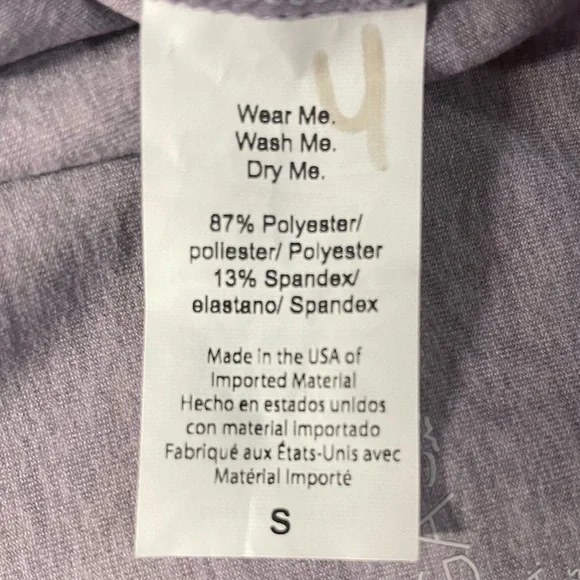 4
Wear Me.
Wash Me.
Dry Me.
87% Polyester/
poliester/ Polyester
13% Spandex/
elastano/ Spandex
Made in the USA of
Imported Material
Hecho en estados unidos
con material importado
Fabriqué aux États-Unis avec
Matérial Importé
S